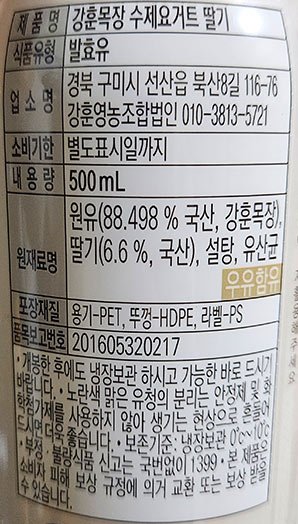 제 품 명 강훈목장 수제요거트 딸기
식품유형 발효유
업 소 명 경북 구미시 선산읍 북산8길 116-76
강훈영농조합법인 010-3813-5721
소비기한 별도표시일까지
내 용 량 500mL
원재료명 원유(88.498 % 국산, 강훈목장),
딸기(6.6 %, 국산), 설탕, 유산균
우유함유
포장재질 용기-PET, 뚜껑-HDPE, 라벨-PS
품목보고번호 201605320217
•개봉한 후에도 냉장보관 하시고 가능한 바로 드시기
바랍니다. •노란색 맑은 유청의 분리는 안정제 및 화
학첨가제를 사용하지 않아 생기는 현상으로 흔들어
드시면 더욱 좋습니다. •보존기준: 냉장보관 0℃~10℃
•부정·불량식품 신고는 국번없이 1399 •본 제품은
소비자 피해 보상 규정에 의거 교환 또는 보상 받을
수 있습니다.